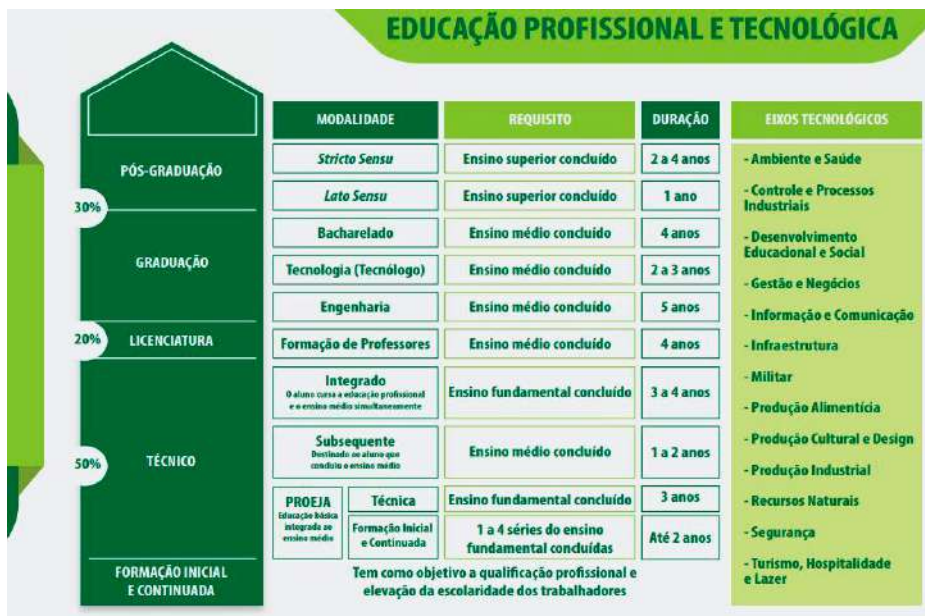 EDUCAÇÃO PROFISSIONAL E TECNOLÓGICA
MODALIDADE
REQUISITO
DURAÇÃO
EIXOS TECNOLÓGICOS
PÓS-GRADUAÇÃO
Stricto Sensu
Ensino superior concluído
2 a 4 anos
Lato Sensu
Ensino superior concluído
1 ano
30%
GRADUAÇÃO
Bacharelado
Ensino médio concluído
4 anos
Tecnologia (Tecnólogo)
Ensino médio concluído
2 a 3 anos
Engenharia
Ensino médio concluído
5 anos
20%
LICENCIATURA
Formação de Professores
Ensino médio concluído
4 anos
50%
TÉCNICO
Integrado
O aluno cursa a educação profissional
e o ensino médio simultaneamente
Ensino fundamental concluído
3 a 4 anos
Subsequente
Destinado ao aluno que
concluiu o ensino médio
Ensino médio concluído
1 a 2 anos
PROEJA
Educação básica
integrada ao
ensino médio
Técnica
Ensino fundamental concluído
3 anos
Formação Inicial
e Continuada
1 a 4 séries do ensino
fundamental concluídas
Até 2 anos
FORMAÇÃO INICIAL
E CONTINUADA
Tem como objetivo a qualificação profissional e
elevação da escolaridade dos trabalhadores
- Ambiente e Saúde
- Controle e Processos
Industriais
- Desenvolvimento
Educacional e Social
- Gestão e Negócios
- Informação e Comunicação
- Infraestrutura
- Militar
- Produção Alimentícia
- Produção Cultural e Design
- Produção Industrial
- Recursos Naturais
- Segurança
- Turismo, Hospitalidade
e Lazer